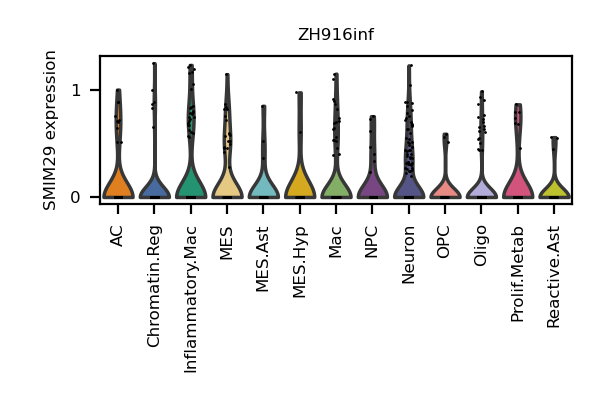 ZH916inf
SMIM29 expression
1
0
AC
Chromatin.Reg
Inflammatory.Mac
MES
MES.Ast
MES.Hyp
Mac
NPC
Neuron
OPC
Oligo
Prolif.Metab
Reactive.Ast